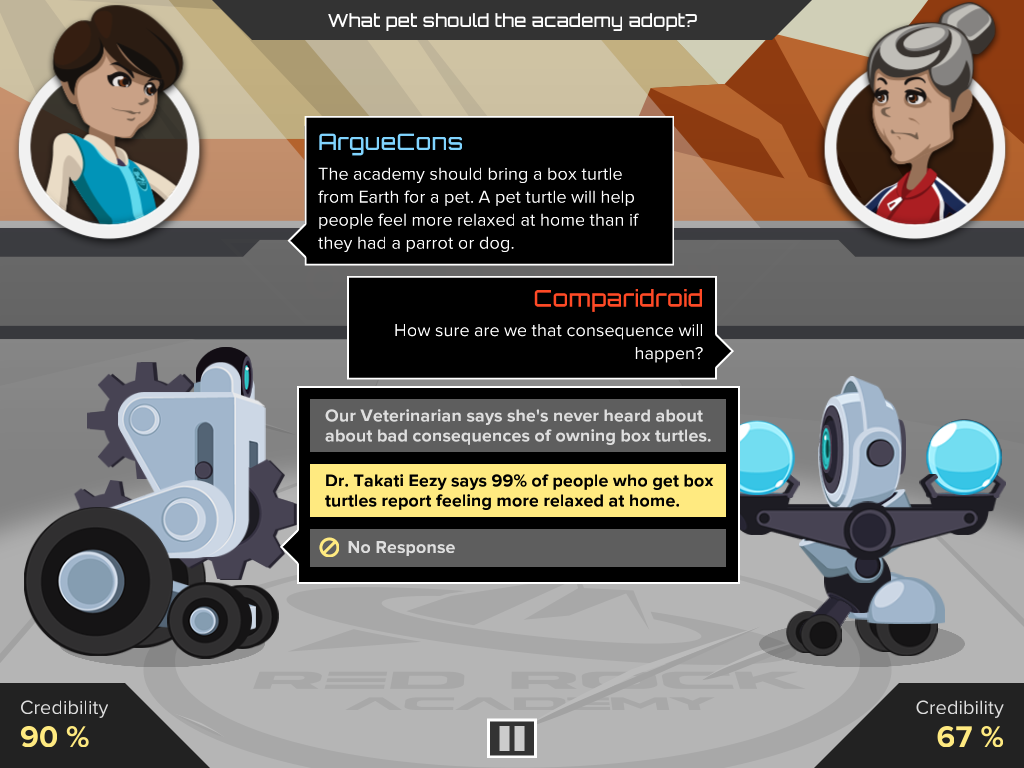 What pet should the academy adopt?
ArgueCons
The academy should bring a box turtle
from Earth for a pet. A pet turtle will help
people feel more relaxed at home than if
they had a parrot or dog.
Comparidroid
How sure are we that consequence will
happen?
Our Veterinarian says she's never heard about
about bad consequences of owning box turtles.
Dr. Takati Eezy says 99% of people who get box
turtles report feeling more relaxed at home.
No Response
RED ROCK
ACADEMY
Credibility
90 %
Credibility
67 %